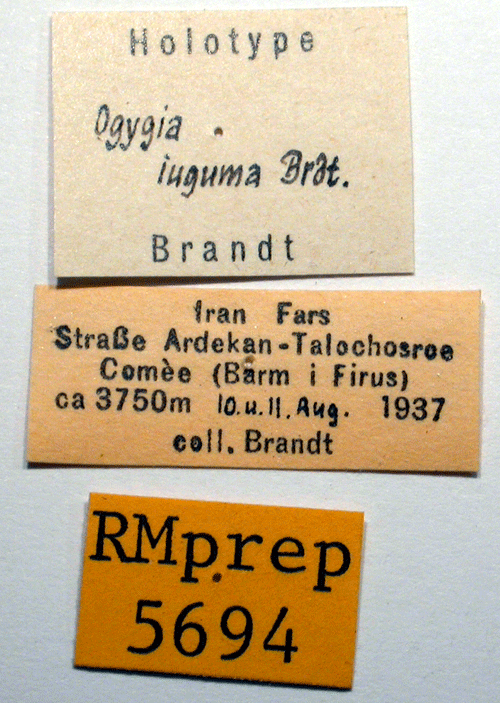 Holotype
Ogygia
iuguma Brdt.
Brandt
Iran Fars
Straße Ardekan-Talochosroe
Comèe (Barm i Firus)
ca 3750m 10.u.11.Aug. 1937
coll. Brandt
RMprep
5694